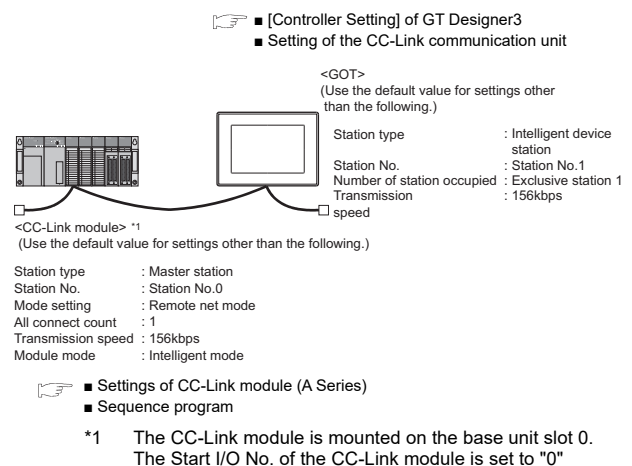 ■ [Controller Setting] of GT Designer3
■ Setting of the CC-Link communication unit
<GOT>
(Use the default value for settings other
than the following.)
Station type : Intelligent device
station
Station No. : Station No.1
Number of station occupied : Exclusive station 1
Transmission : 156kbps
speed
<CC-Link module> *1
(Use the default value for settings other than the following.)
Station type : Master station
Station No. : Station No.0
Mode setting : Remote net mode
All connect count : 1
Transmission speed : 156kbps
Module mode : Intelligent mode
■ Settings of CC-Link module (A Series)
■ Sequence program
*1 The CC-Link module is mounted on the base unit slot 0.
The Start I/O No. of the CC-Link module is set to "0"